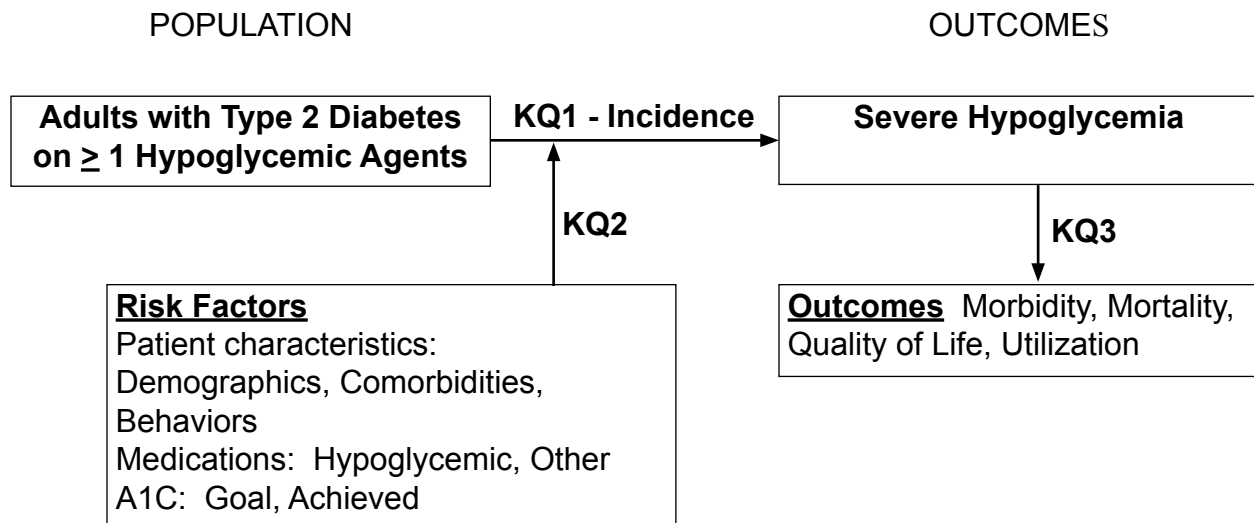 POPULATION
OUTCOMES
Adults with Type 2 Diabetes
on ≥ 1 Hypoglycemic Agents
KQ1 - Incidence
Severe Hypoglycemia
KQ2
KQ3
Risk Factors
Patient characteristics:
Demographics, Comorbidities,
Behaviors
Medications:  Hypoglycemic, Other
A1C:  Goal, Achieved
Outcomes  Morbidity, Mortality,
Quality of Life, Utilization